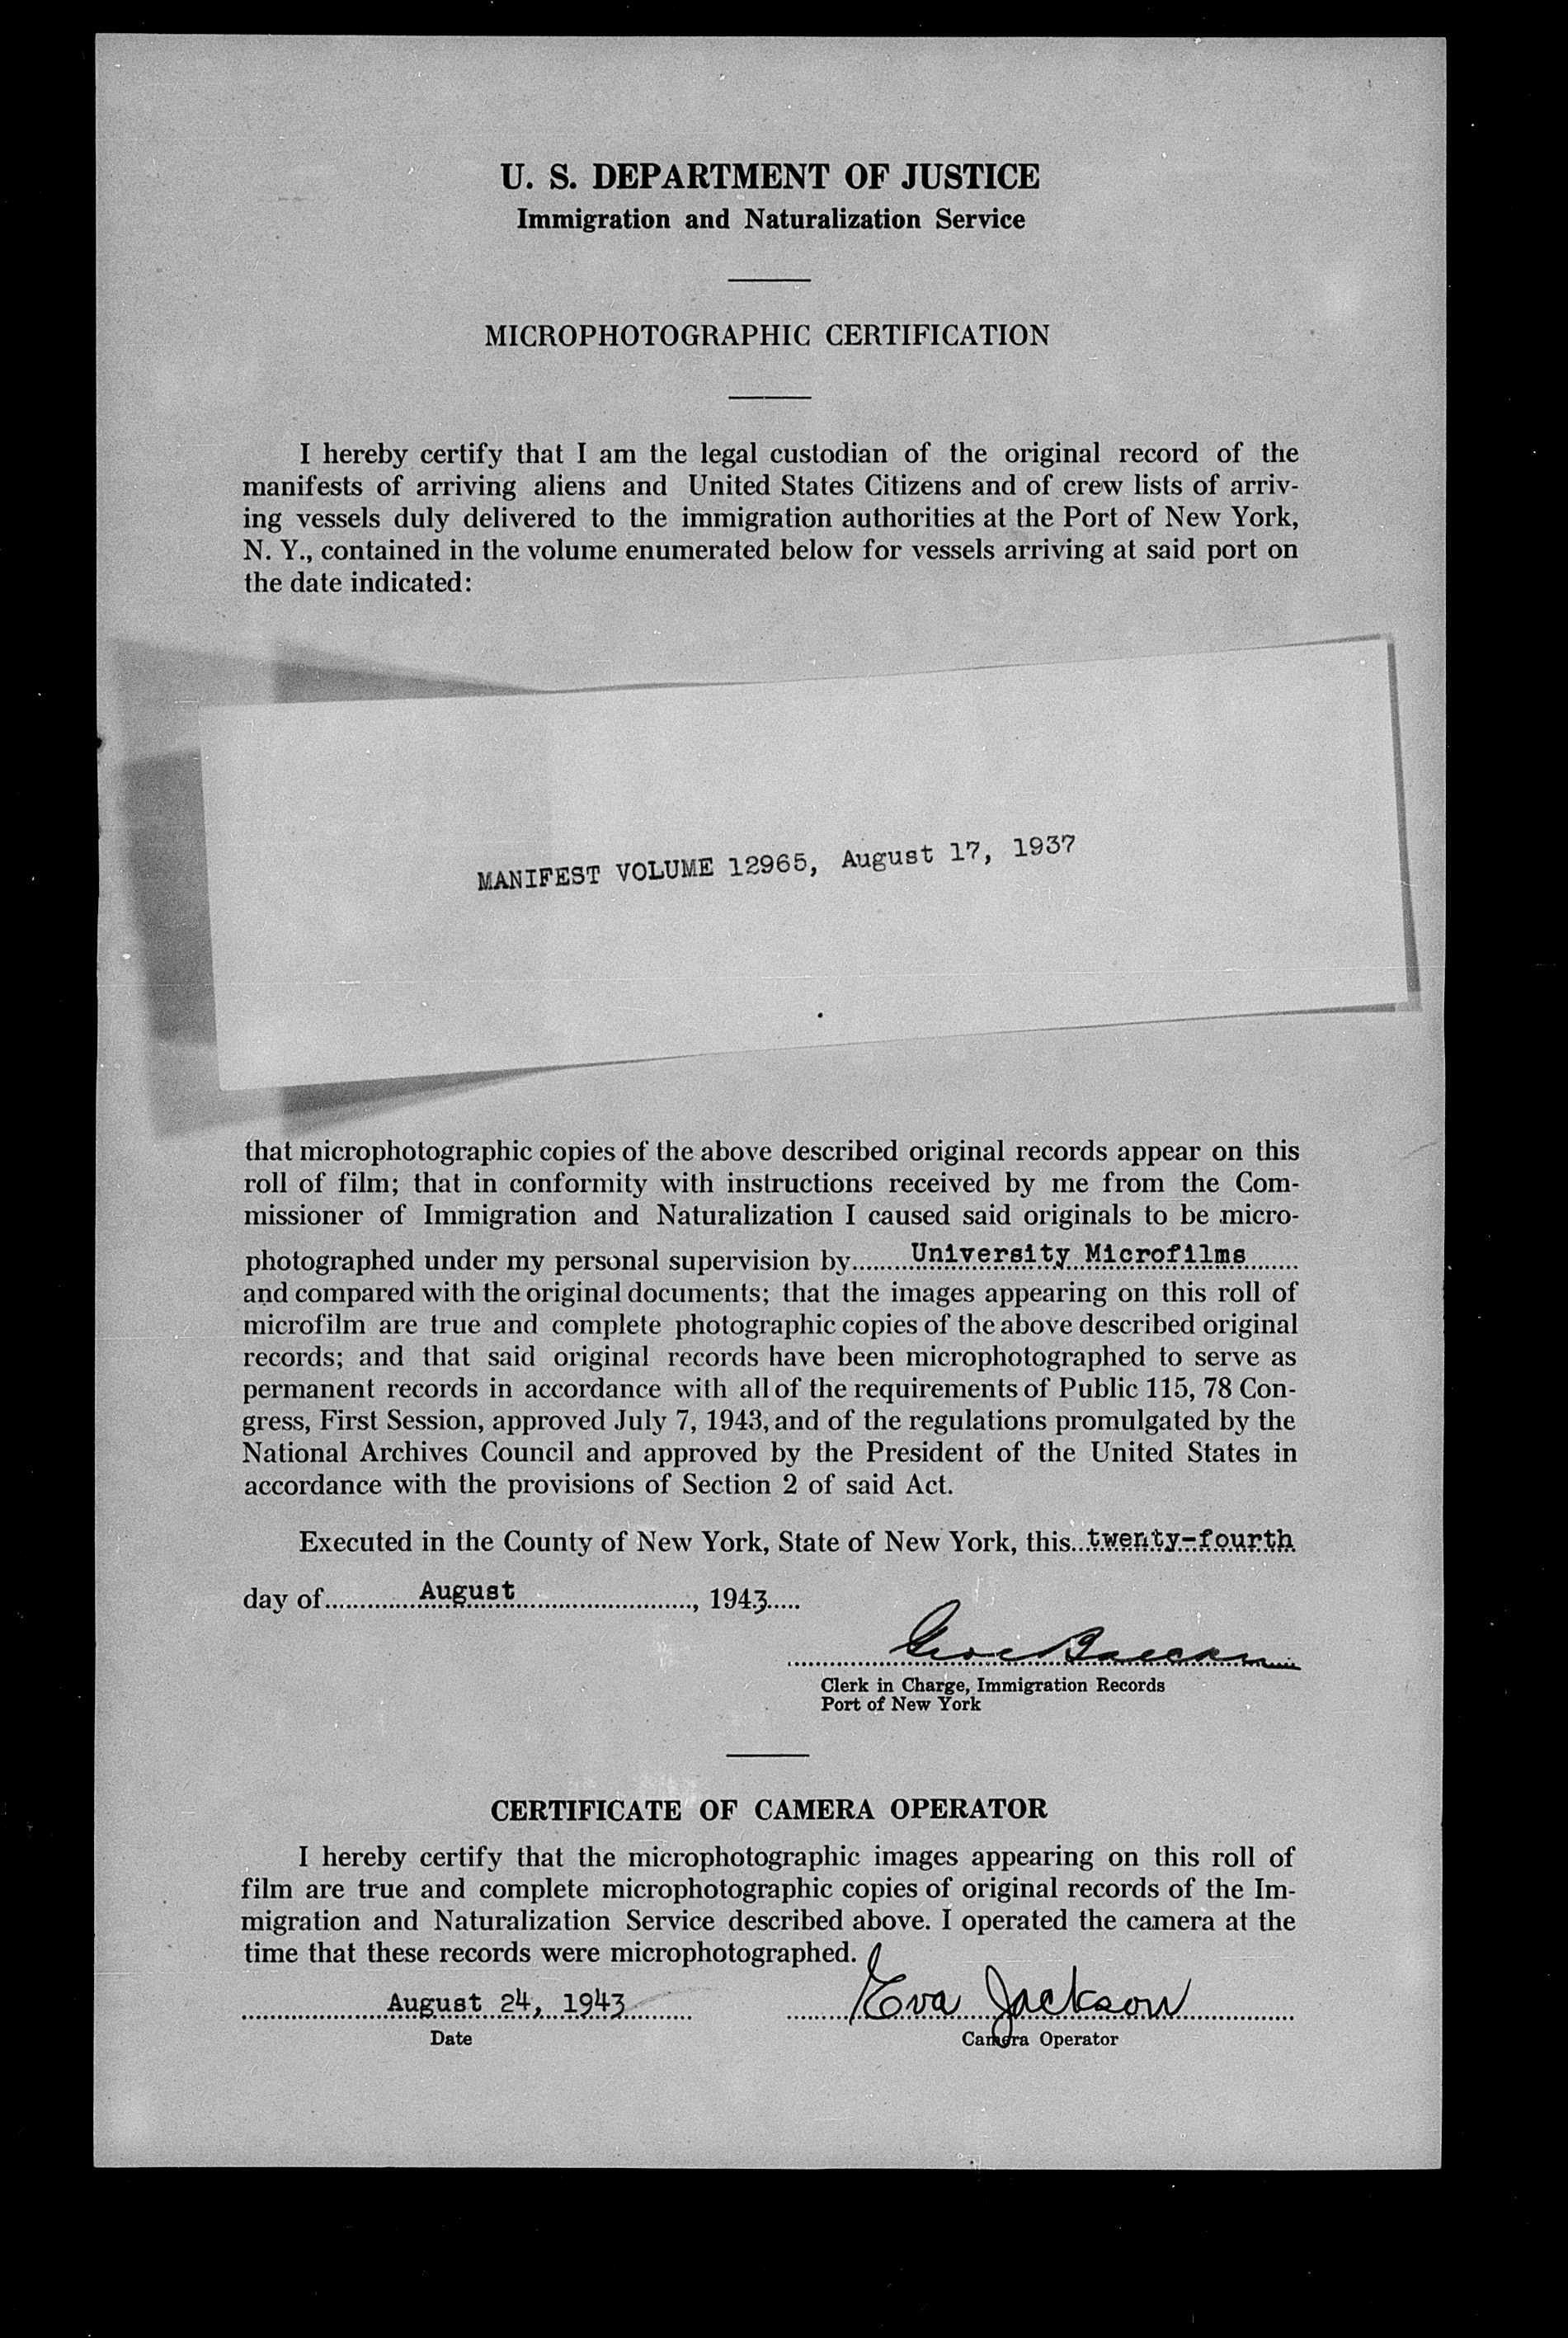 U. S. DEPARTMENT OF JUSTICE
Immigration and Naturalization Service
MICROPHOTOGRAPHIC CERTIFICATION
I hereby certify that I am the legal custodian of the original record of the
manifests of arriving aliens and United States Citizens and of crew lists of arriv-
ing vessels duly delivered to the immigration authorities at the Port of New York,
N. Y., contained in the volume enumerated below for vessels arriving at said port on
the date indicated:
MANIFEST VOLUME 12965, August 17, 1937
that microphotographic copies of the above described original records appear on this
roll of film; that in conformity with instructions received by me from the Com-
missioner of Immigration and Naturalization I caused said originals to be micro-
photographed under my personal supervision by University Microfilms
and compared with the original documents; that the images appearing on this roll of
microfilm are true and complete photographic copies of the above described original
records; and that said original records have been microphotographed to serve as
permanent records in accordance with all of the requirements of Public 115, 78 Con-
gress, First Session, approved July 7, 1943, and of the regulations promulgated by the
National Archives Council and approved by the President of the United States in
accordance with the provisions of Section 2 of said Act.
Executed in the County of New York, State of New York, this twenty-fourth
day of August, 1943
Clerk in Charge, Immigration Records
Port of New York
CERTIFICATE OF CAMERA OPERATOR
I hereby certify that the microphotographic images appearing on this roll of
film are true and complete microphotographic copies of original records of the Im-
migration and Naturalization Service described above. I operated the camera at the
time that these records were microphotographed.
August 24, 1943 Eva Jackson
Date Camera Operator